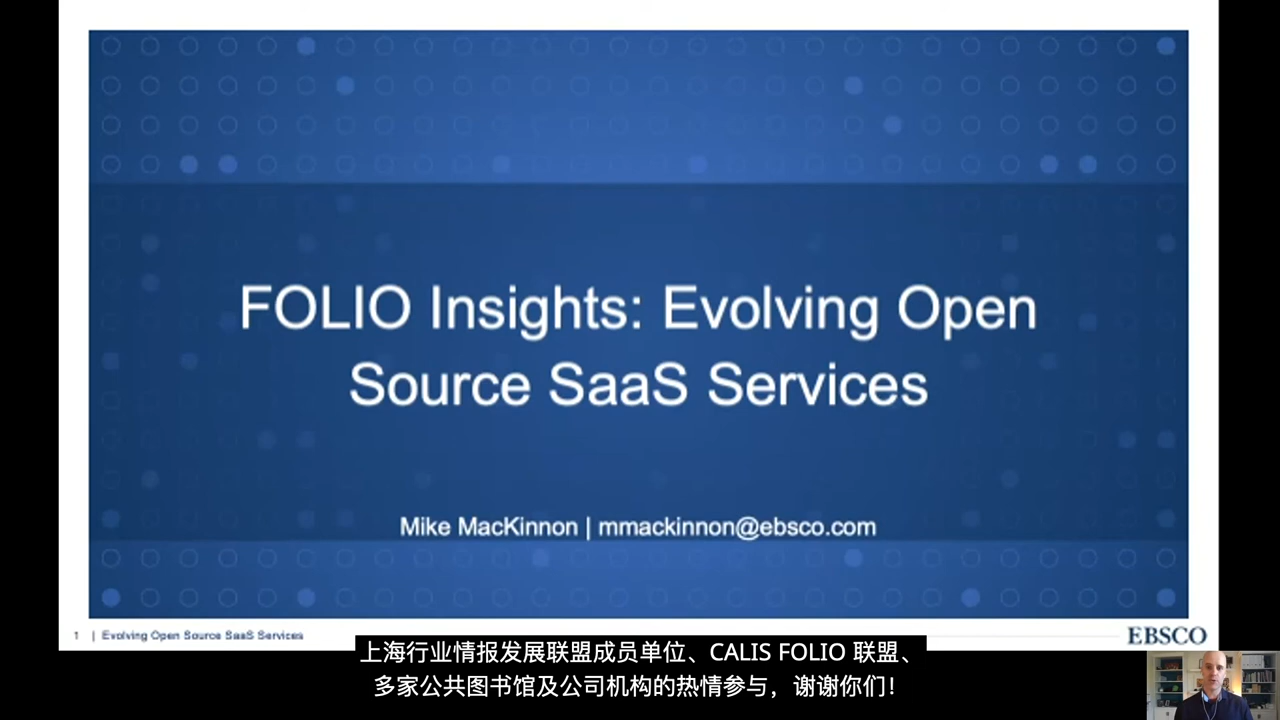 FOLIO Insights: Evolving Open
Source SaaS Services
Mike MacKinnon | mmackinnon@ebsco.com
1 | Evolving Open Source SaaS Services
EBSCO
上海行业情报发展联盟成员单位、CALIS FOLIO 联盟、
多家公共图书馆及公司机构的热情参与，谢谢你们！